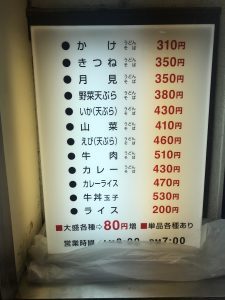 ● かけ うどん そば 310円
● きつね うどん そば 350円
● 月見 うどん そば 350円
● 野菜天ぷら うどん そば 380円
● いか(天ぷら) うどん そば 430円
● 山菜 うどん そば 410円
● えび(天ぷら) うどん そば 460円
● 牛肉 うどん そば 510円
● カレー うどん そば 430円
● カレーライス 470円
● 牛丼 玉子 530円
● ライス 200円
■大盛各種⇨80円増 ■単品各種あり
営業時間 7:00